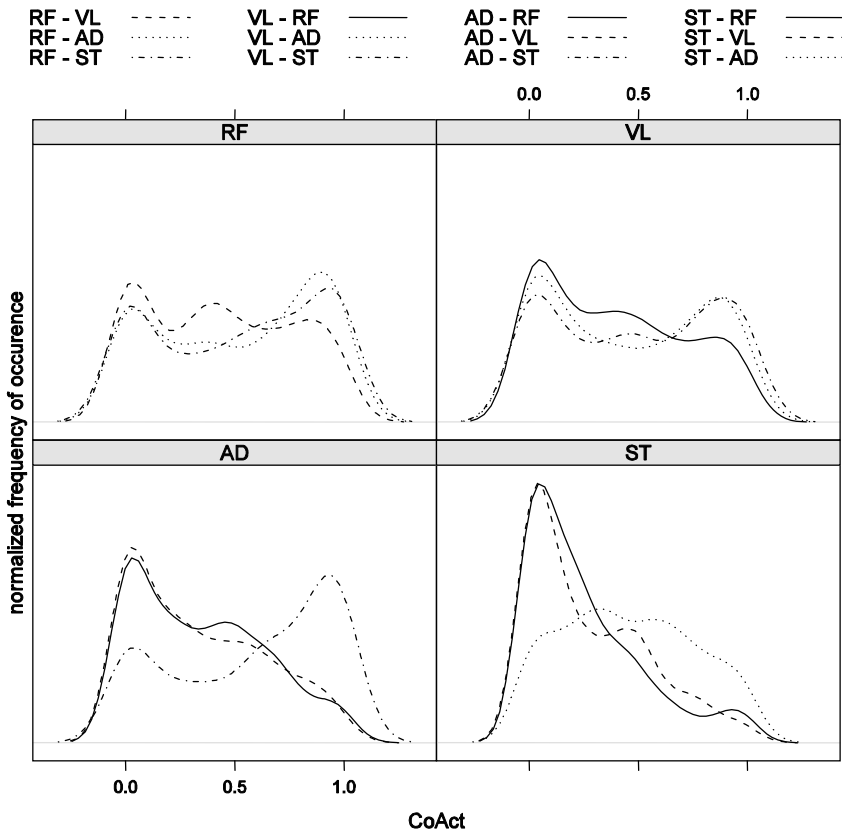 RF - VL VL - RF AD - RF ST - RF
RF - AD VL - AD AD - VL ST - VL
RF - ST VL - ST AD - ST ST - AD
0.0 0.5 1.0
RF VL
normalized frequency of occurence
AD ST
0.0 0.5 1.0
CoAct